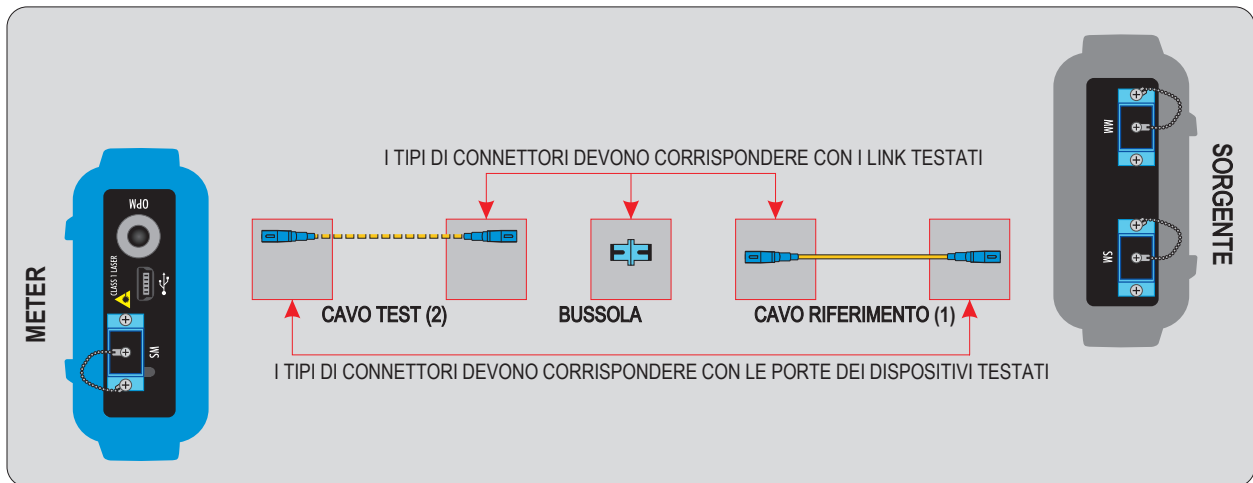 METER
OPM
CLASS 1 LASER
SM
I TIPI DI CONNETTORI DEVONO CORRISPONDERE CON I LINK TESTATI
CAVO TEST (2)
BUSSOLA
CAVO RIFERIMENTO (1)
I TIPI DI CONNETTORI DEVONO CORRISPONDERE CON LE PORTE DEI DISPOSITIVI TESTATI
MM
SM
SORGENTE